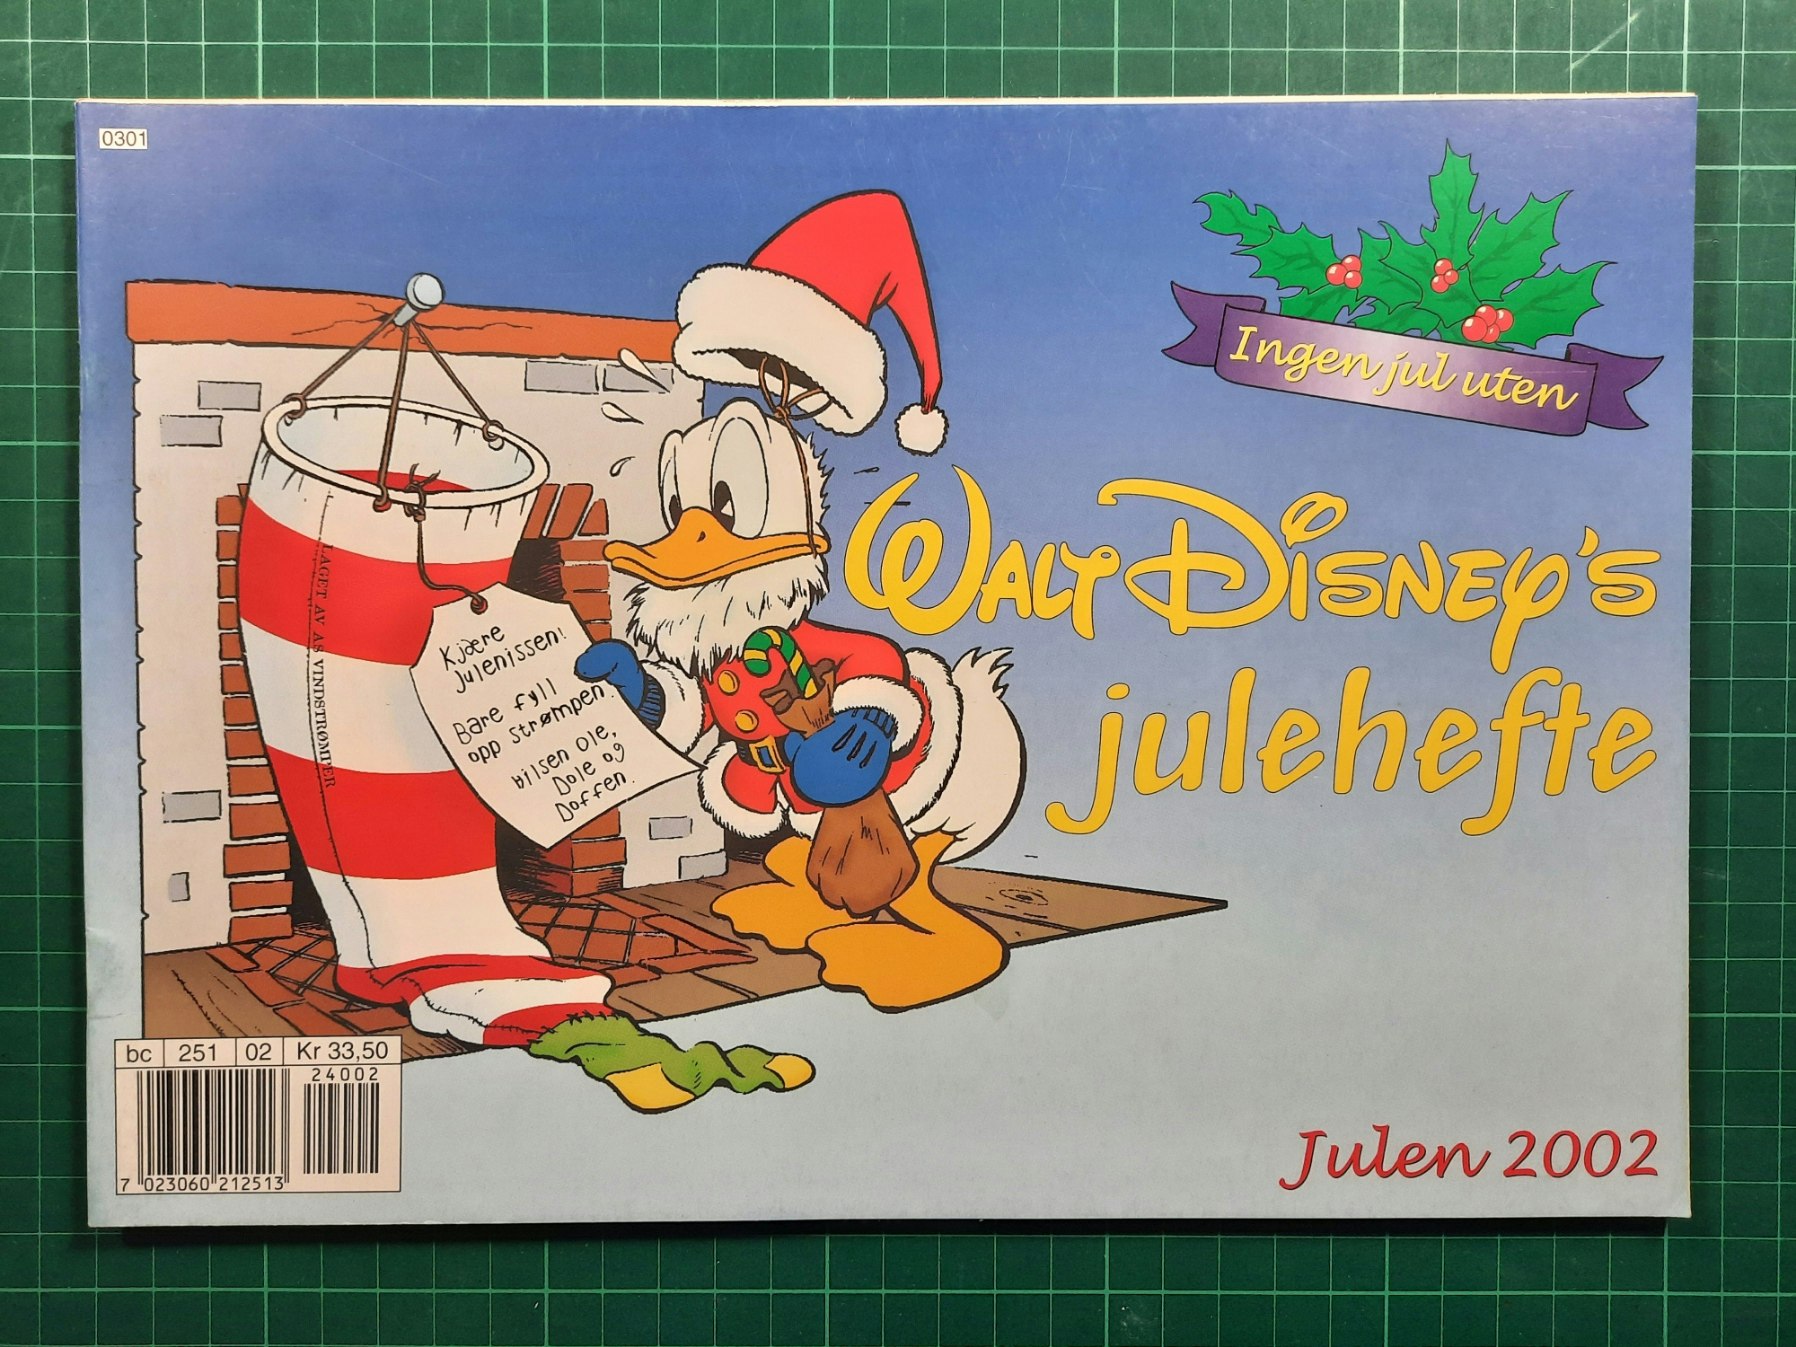 0301
Ingen jul uten
WALT DISNEY'S
julehefte
LAGET AV AS VINDSTRØMPER
Kjære
julenissen!
Bare fyll
opp strømpen!
hilsen Ole,
Dole og
Doffen.
bc 251 02 Kr 33,50
24002
7 023060 212513
Julen 2002